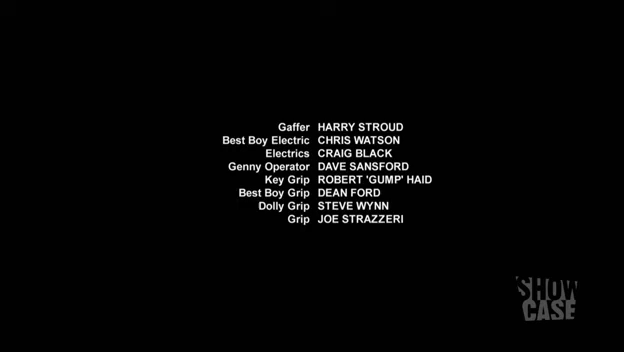 Gaffer HARRY STROUD
Best Boy Electric CHRIS WATSON
Electrics CRAIG BLACK
Genny Operator DAVE SANSFORD
Key Grip ROBERT 'GUMP' HAID
Best Boy Grip DEAN FORD
Dolly Grip STEVE WYNN
Grip JOE STRAZZERI
SHOW
CASE